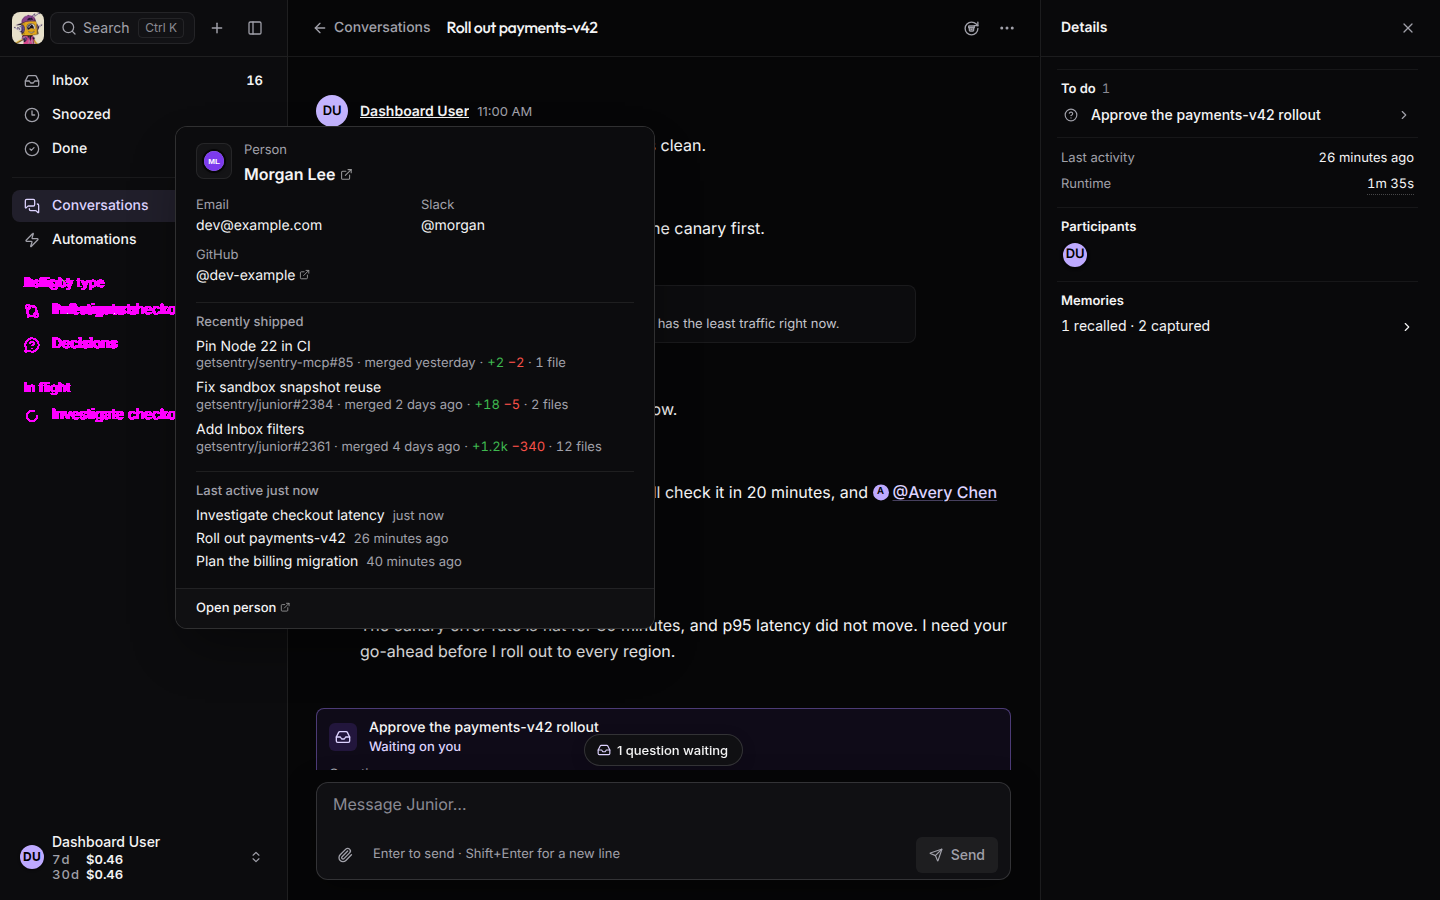 Search Ctrl K
Inbox 16
Snoozed
Done
Conversations
Automations
type
Decisions
In flight
Investigate checko
Dashboard User
7d $0.46
30d $0.46
Conversations Roll out payments-v42
DU Dashboard User 11:00 AM
clean.
canary first.
has the least traffic right now.
check it in 20 minutes, and A @Avery Chen
Person
ML Morgan Lee
Email
dev@example.com
Slack
@morgan
GitHub
@dev-example
Recently shipped
Pin Node 22 in CI
getsentry/sentry-mcp#85 · merged yesterday · +2 −2 · 1 file
Fix sandbox snapshot reuse
getsentry/junior#2384 · merged 2 days ago · +18 −5 · 2 files
Add Inbox filters
getsentry/junior#2361 · merged 4 days ago · +1.2k −340 · 12 files
Last active just now
Investigate checkout latency just now
Roll out payments-v42 26 minutes ago
Plan the billing migration 40 minutes ago
Open person
and p95 latency did not move. I need your
go-ahead before I roll out to every region.
Approve the payments-v42 rollout
Waiting on you
1 question waiting
Message Junior...
Enter to send · Shift+Enter for a new line
Send
Details
To do 1
Approve the payments-v42 rollout
Last activity 26 minutes ago
Runtime 1m 35s
Participants
DU
Memories
1 recalled · 2 captured
DU